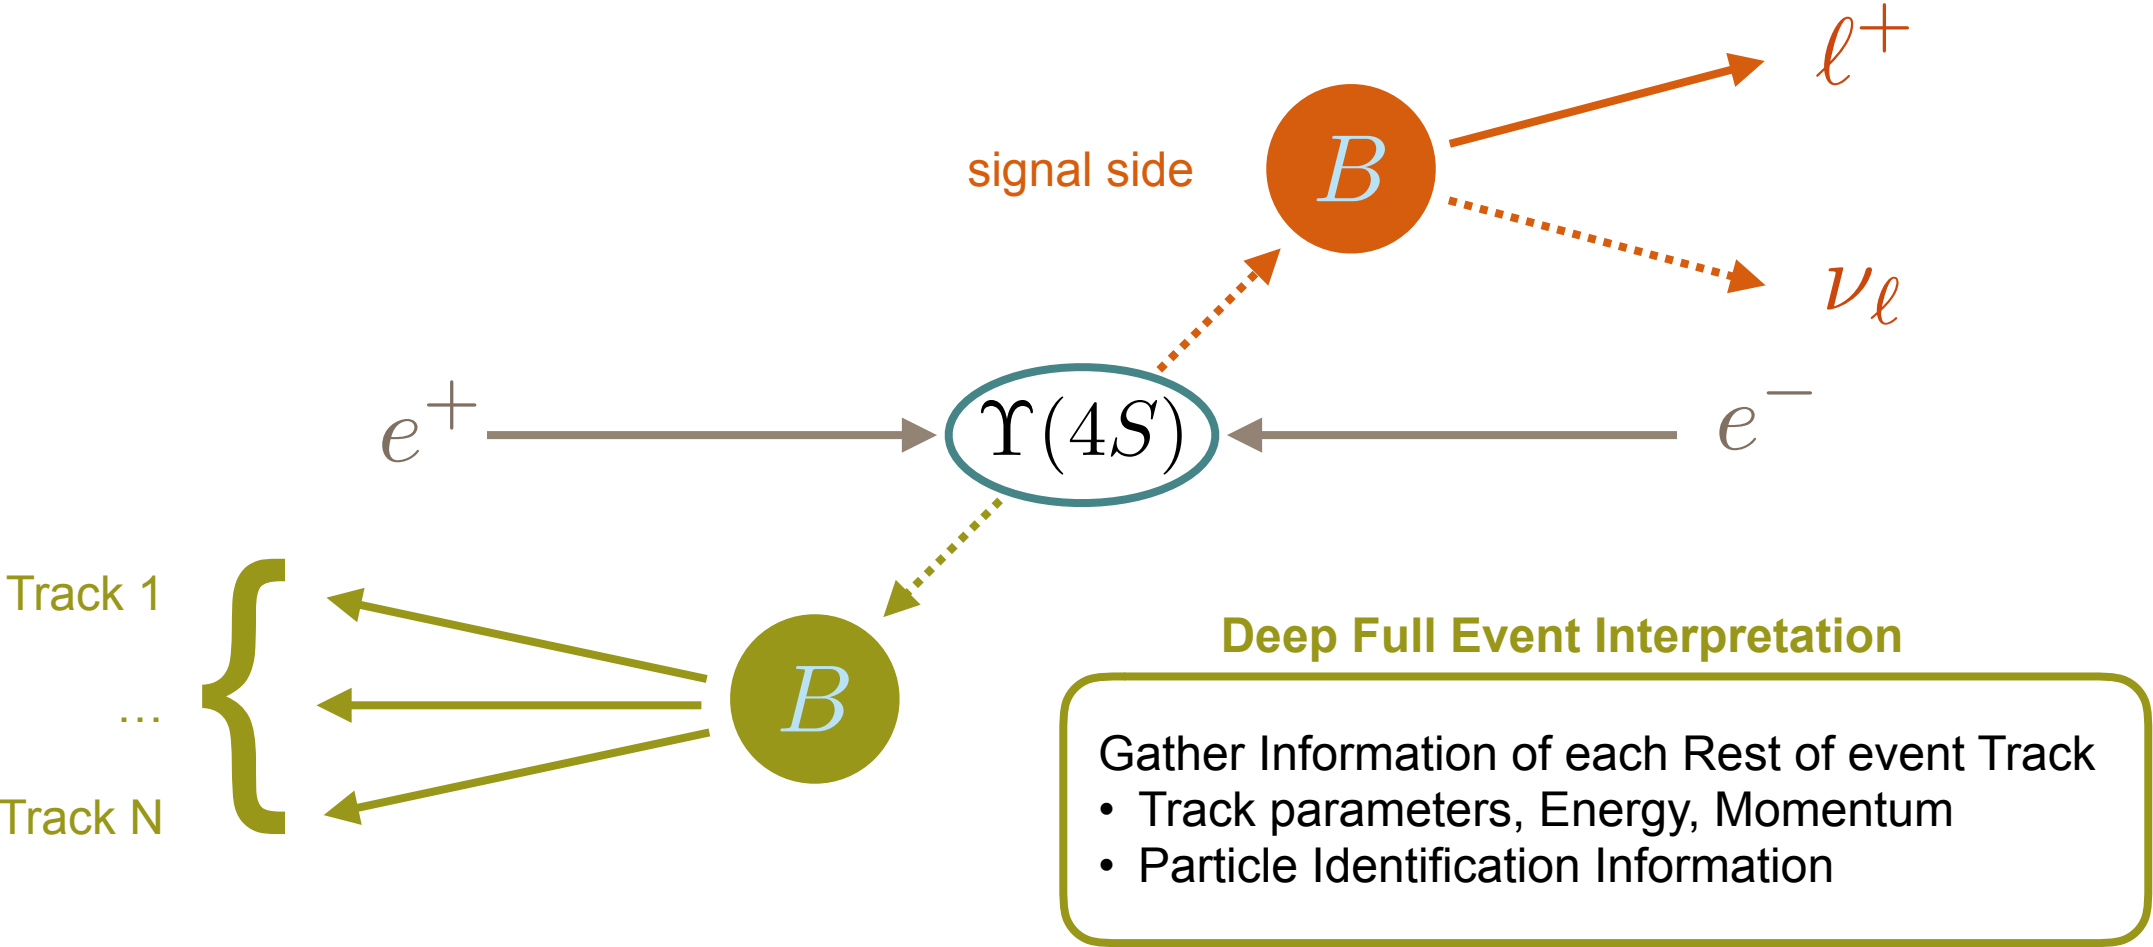 ℓ⁺
signal side
B
ν_ℓ
e⁺
Υ(4S)
e⁻
Track 1
...
Track N
B
Deep Full Event Interpretation
Gather Information of each Rest of event Track
• Track parameters, Energy, Momentum
• Particle Identification Information